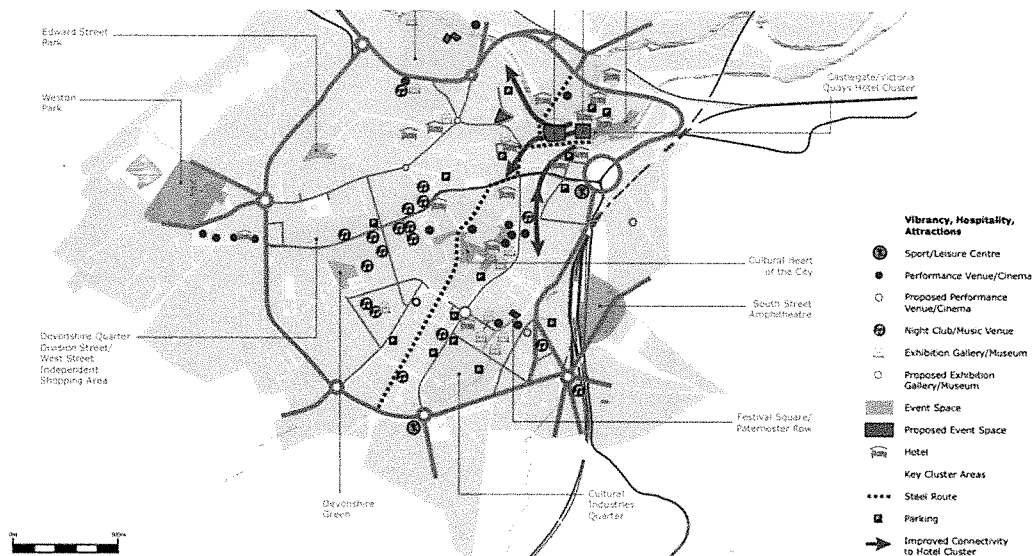 Edward Street
Park
Weston
Park
Castlegate/Victoria
Quays Hotel Cluster
Cultural Heart
of the City
South Street
Amphitheatre
Devonshire Quarter
Division Street/
West Street
Independent
Shopping Area
Festival Square/
Paternoster Row
Devonshire
Green
Cultural
Industries
Quarter
Vibrancy, Hospitality,
Attractions
Sport/Leisure Centre
Performance Venue/Cinema
Proposed Performance
Venue/Cinema
Night Club/Music Venue
Exhibition Gallery/Museum
Proposed Exhibition
Gallery/Museum
Event Space
Proposed Event Space
Hotel
Key Cluster Areas
Steel Route
Parking
Improved Connectivity
to Hotel Cluster
0m 500m